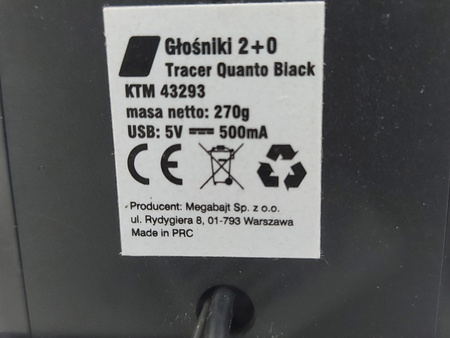 Głośniki 2+0
Tracer Quanto Black
KTM 43293
masa netto: 270g
USB: 5V ⎓ 500mA
CE
Producent: Megabajt Sp. z o.o.
ul. Rydygiera 8, 01-793 Warszawa
Made in PRC